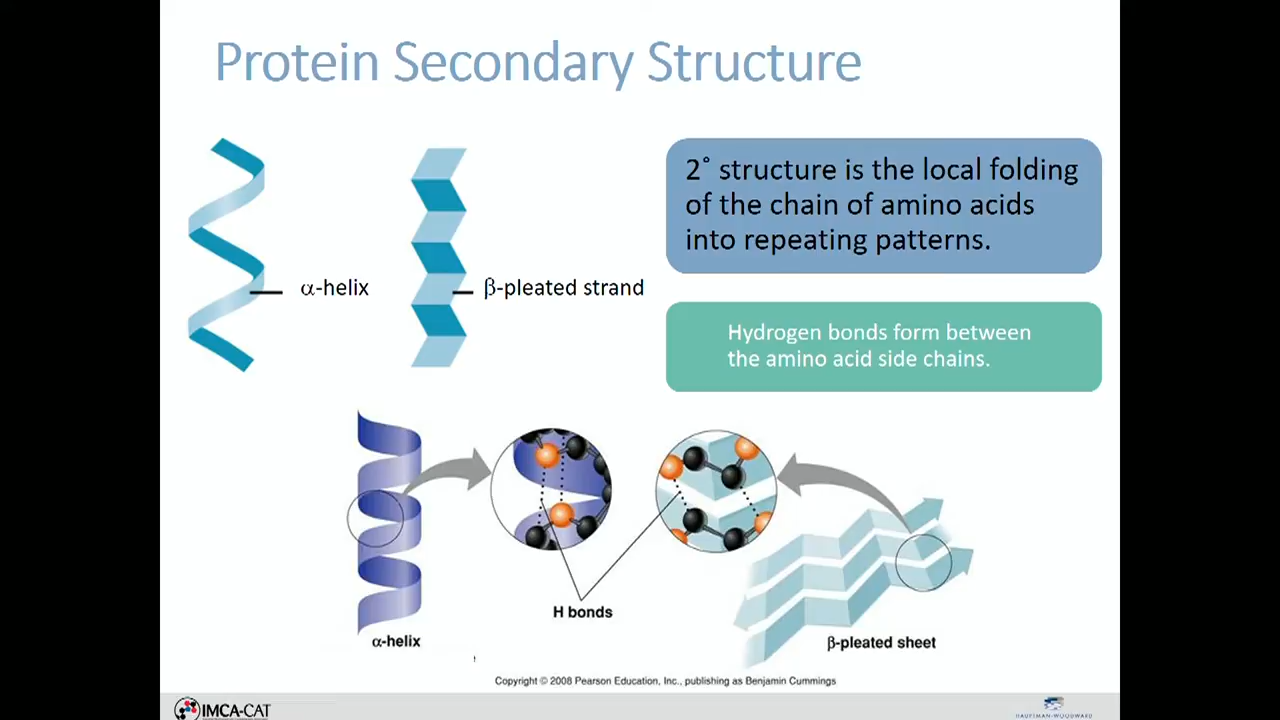 Protein Secondary Structure
2˚ structure is the local folding
of the chain of amino acids
into repeating patterns.
α-helix
β-pleated strand
Hydrogen bonds form between
the amino acid side chains.
H bonds
α-helix
β-pleated sheet
Copyright © 2008 Pearson Education, Inc., publishing as Benjamin Cummings
IMCA-CAT
HAUPTMAN-WOODWARD